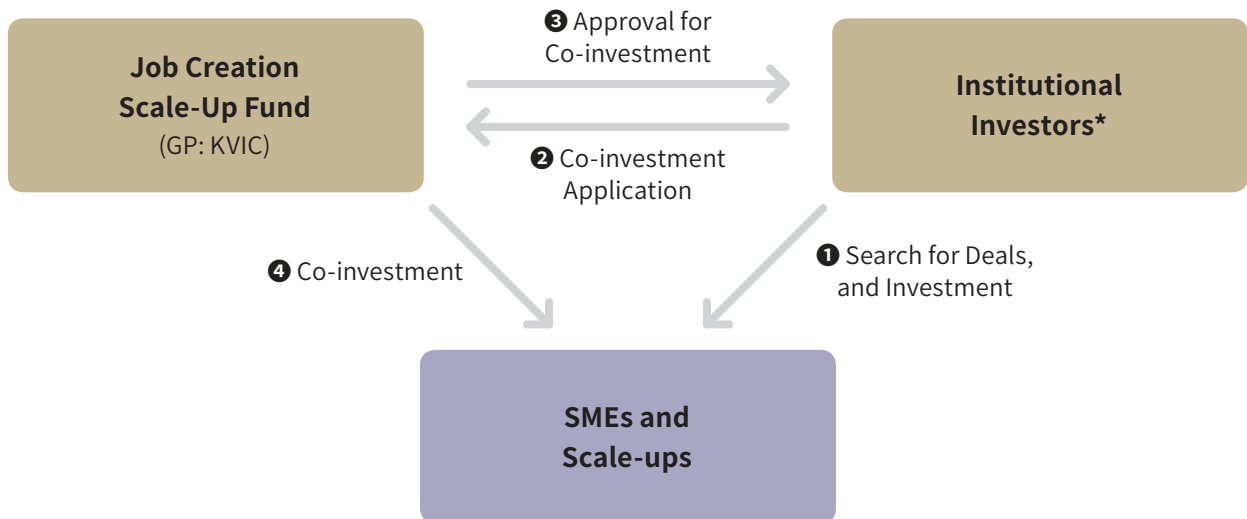 Job Creation
Scale-Up Fund
(GP: KVIC)
❸ Approval for
Co-investment
❷ Co-investment
Application
Institutional
Investors*
❹ Co-investment
❶ Search for Deals,
and Investment
SMEs and
Scale-ups